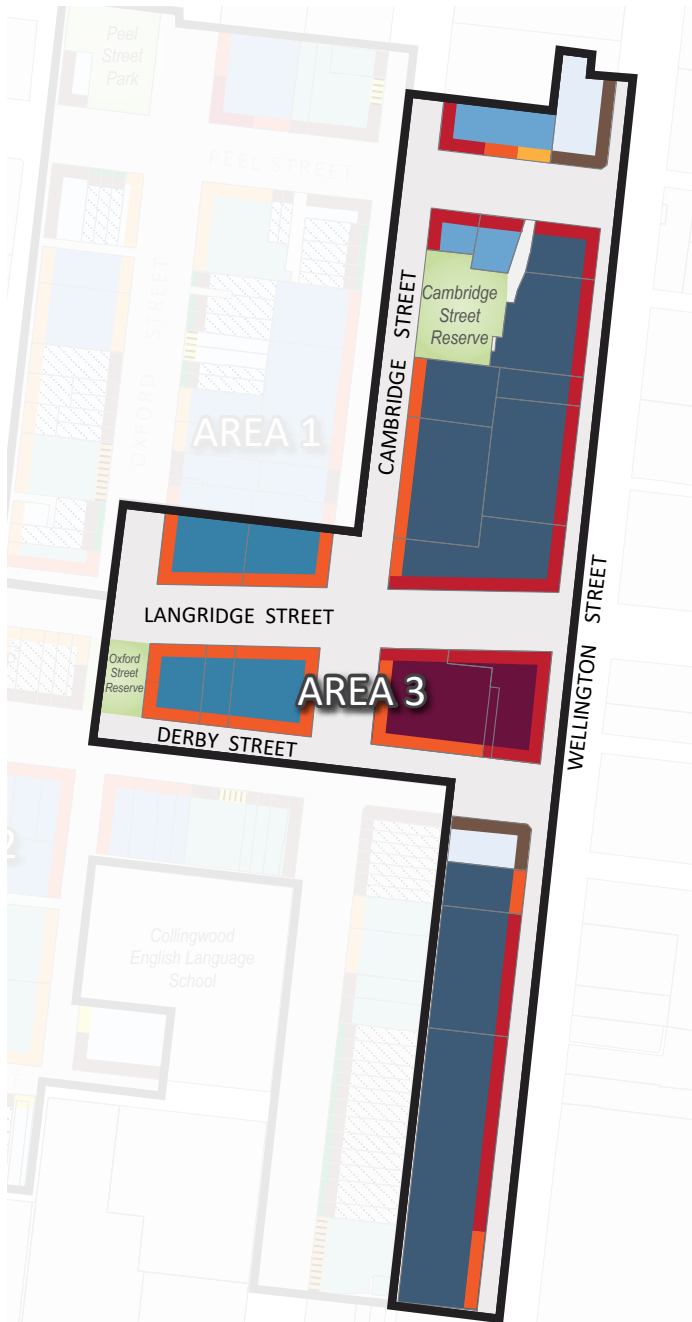 Peel
Street
Park
PEEL STREET
OXFORD STREET
AREA 1
CAMBRIDGE STREET
Cambridge
Street
Reserve
LANGRIDGE STREET
WELLINGTON STREET
Oxford
Street
Reserve
AREA 3
DERBY STREET
2
Collingwood
English Language
School